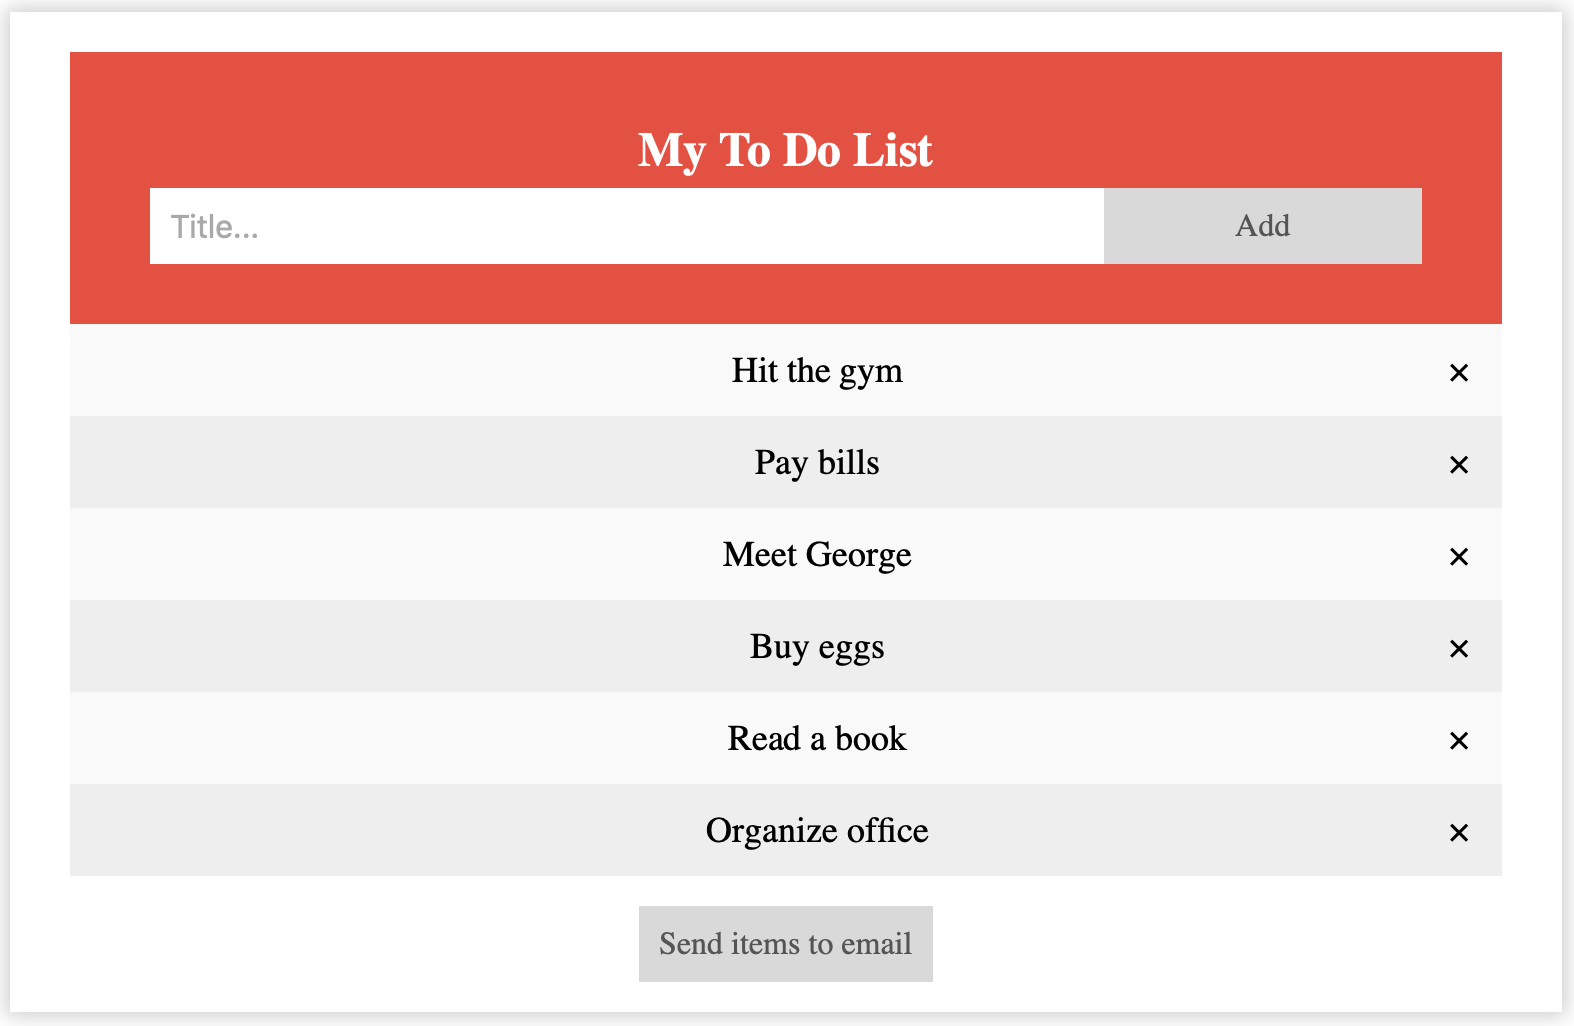 My To Do List
Title...
Add
Hit the gym
×
Pay bills
×
Meet George
×
Buy eggs
×
Read a book
×
Organize office
×
Send items to email